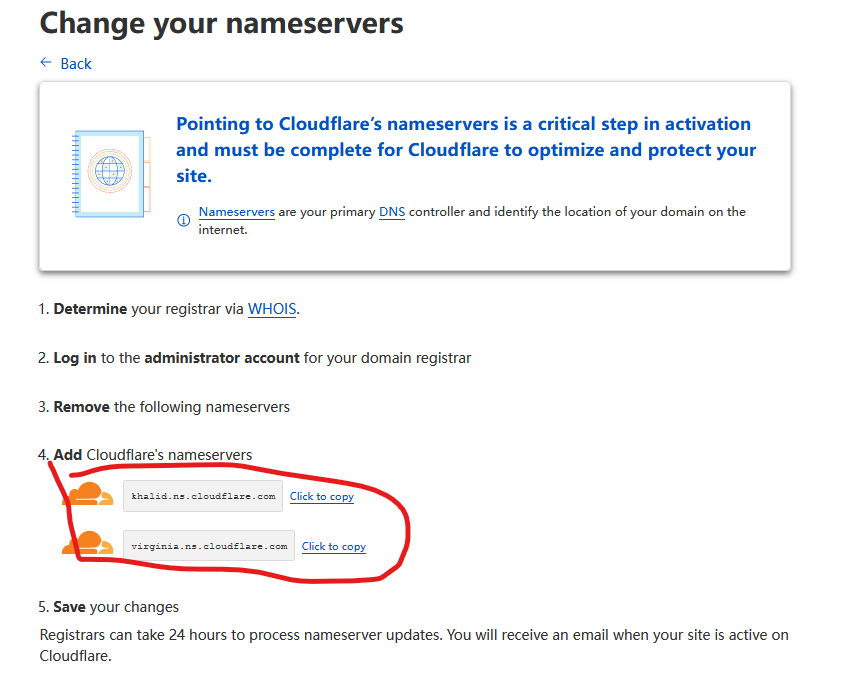 Change your nameservers
← Back
Pointing to Cloudflare’s nameservers is a critical step in activation
and must be complete for Cloudflare to optimize and protect your
site.
Nameservers are your primary DNS controller and identify the location of your domain on the
internet.
1. Determine your registrar via WHOIS.
2. Log in to the administrator account for your domain registrar
3. Remove the following nameservers
4. Add Cloudflare's nameservers
khalid.ns.cloudflare.com Click to copy
virginia.ns.cloudflare.com Click to copy
5. Save your changes
Registrars can take 24 hours to process nameserver updates. You will receive an email when your site is active on
Cloudflare.